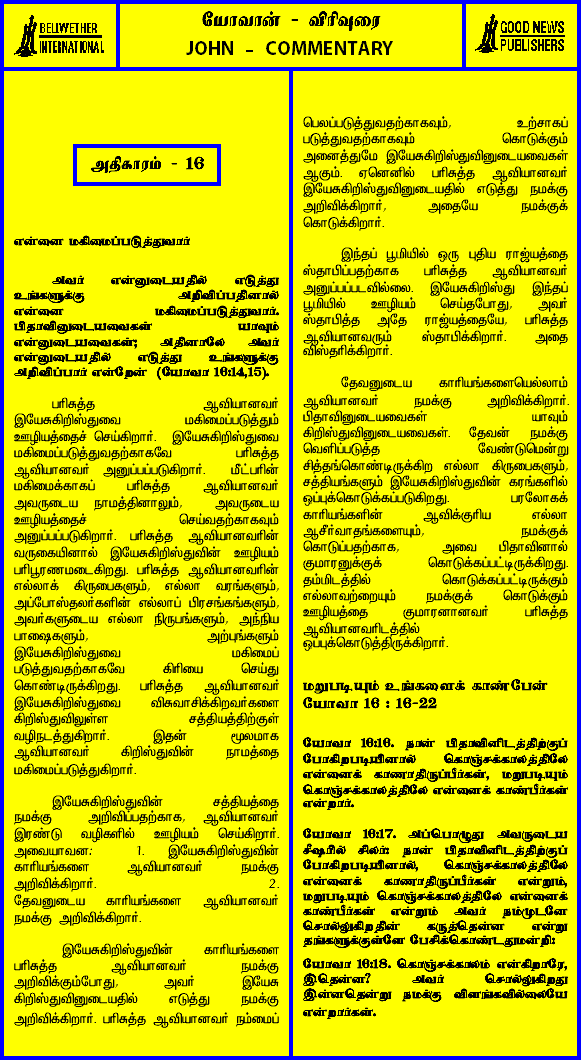 BELWETHER
INTERNATIONAL
யோவான் - விரிவுரை
JOHN - COMMENTARY
GOOD NEWS
PUBLISHERS
அதிகாரம் - 16
என்னை மகிமைப்படுத்துவார்
அவர் என்னுடையதில் எடுத்து
உங்களுக்கு அறிவிப்பதினால்
என்னை மகிமைப்படுத்துவார்.
பிதாவினுடையவைகள் யாவும்
என்னுடையவைகள்; அதினாலே அவர்
என்னுடையதில் எடுத்து உங்களுக்கு
அறிவிப்பார் என்றேன் (யோவா 16:14,15).
பரிசுத்த ஆவியானவர்
இயேசுகிறிஸ்துவை மகிமைப்படுத்தும்
ஊழியத்தைச் செய்கிறார். இயேசுகிறிஸ்துவை
மகிமைப்படுத்துவதற்காகவே பரிசுத்த
ஆவியானவர் அனுப்பப்படுகிறார். மீட்பரின்
மகிமைக்காகப் பரிசுத்த ஆவியானவர்
அவருடைய நாமத்தினாலும், அவருடைய
ஊழியத்தைச் செய்வதற்காகவும்
அனுப்பப்படுகிறார். பரிசுத்த ஆவியானவரின்
வருகையினால் இயேசுகிறிஸ்துவின் ஊழியம்
பரிபூரணமடைகிறது. பரிசுத்த ஆவியானவரின்
எல்லாக் கிருபைகளும், எல்லா வரங்களும்,
அப்போஸ்தலர்களின் எல்லாப் பிரசங்கங்களும்,
அவர்களுடைய எல்லா நிருபங்களும், அந்நிய
பாஷைகளும், அற்புங்களும்
இயேசுகிறிஸ்துவை மகிமைப்
படுத்துவதற்காகவே கிரியை செய்து
கொண்டிருக்கிறது. பரிசுத்த ஆவியானவர்
இயேசுகிறிஸ்துவை விசுவாசிக்கிறவர்களை
கிறிஸ்துவிலுள்ள சத்தியத்திற்குள்
வழிநடத்துகிறார். இதன் மூலமாக
ஆவியானவர் கிறிஸ்துவின் நாமத்தை
மகிமைப்படுத்துகிறார்.
இயேசுகிறிஸ்துவின் சத்தியத்தை
நமக்கு அறிவிப்பதற்காக, ஆவியானவர்
இரண்டு வழிகளில் ஊழியம் செய்கிறார்.
அவையாவன: 1. இயேசுகிறிஸ்துவின்
காரியங்களை ஆவியானவர் நமக்கு
அறிவிக்கிறார். 2.
தேவனுடைய காரியங்களை ஆவியானவர்
நமக்கு அறிவிக்கிறார்.
இயேசுகிறிஸ்துவின் காரியங்களை
பரிசுத்த ஆவியானவர் நமக்கு
அறிவிக்கும்போது, அவர் இயேசு
கிறிஸ்துவினுடையதில் எடுத்து நமக்கு
அறிவிக்கிறார். பரிசுத்த ஆவியானவர் நம்மைப்
பெலப்படுத்துவதற்காகவும், உற்சாகப்
படுத்துவதற்காகவும் கொடுக்கும்
அனைத்துமே இயேசுகிறிஸ்துவினுடையவைகள்
ஆகும். ஏனெனில் பரிசுத்த ஆவியானவர்
இயேசுகிறிஸ்துவினுடையதில் எடுத்து நமக்கு
அறிவிக்கிறார், அதையே நமக்குக்
கொடுக்கிறார்.
இந்தப் பூமியில் ஒரு புதிய ராஜ்யத்தை
ஸ்தாபிப்பதற்காக பரிசுத்த ஆவியானவர்
அனுப்பப்படவில்லை. இயேசுகிறிஸ்து இந்தப்
பூமியில் ஊழியம் செய்தபோது, அவர்
ஸ்தாபித்த அதே ராஜ்யத்தையே, பரிசுத்த
ஆவியானவரும் ஸ்தாபிக்கிறார். அதை
விஸ்தரிக்கிறார்.
தேவனுடைய காரியங்களையெல்லாம்
ஆவியானவர் நமக்கு அறிவிக்கிறார்.
பிதாவினுடையவைகள் யாவும்
கிறிஸ்துவினுடையவைகள். தேவன் நமக்கு
வெளிப்படுத்த வேண்டுமென்று
சித்தங்கொண்டிருக்கிற எல்லா கிருபைகளும்,
சத்தியங்களும் இயேசுகிறிஸ்துவின் கரங்களில்
ஒப்புக்கொடுக்கப்படுகிறது. பரலோகக்
காரியங்களின் ஆவிக்குரிய எல்லா
ஆசீர்வாதங்களையும், நமக்குக்
கொடுப்பதற்காக, அவை பிதாவினால்
குமாரனுக்குக் கொடுக்கப்பட்டிருக்கிறது.
தம்மிடத்தில் கொடுக்கப்பட்டிருக்கும்
எல்லாவற்றையும் நமக்குக் கொடுக்கும்
ஊழியத்தை குமாரனானவர் பரிசுத்த
ஆவியானவரிடத்தில்
ஒப்புக்கொடுத்திருக்கிறார்.
மறுபடியும் உங்களைக் காண்பேன்
யோவா 16 : 16-22
யோவா 16:16. நான் பிதாவினிடத்திற்குப்
போகிறபடியினால் கொஞ்சக்காலத்திலே
என்னைக் காணாதிருப்பீர்கள், மறுபடியும்
கொஞ்சக்காலத்திலே என்னைக் காண்பீர்கள்
என்றார்.
யோவா 16:17. அப்பொழுது அவருடைய
சீஷரில் சிலர்: நான் பிதாவினிடத்திற்குப்
போகிறபடியினால், கொஞ்சக்காலத்திலே
என்னைக் காணாதிருப்பீர்கள் என்றும்,
மறுபடியும் கொஞ்சக்காலத்திலே என்னைக்
காண்பீர்கள் என்றும் அவர் நம்முடனே
சொல்லுகிறதின் கருத்தென்ன என்று
தங்களுக்குள்ளே பேசிக்கொண்டதுமன்றி:
யோவா 16:18. கொஞ்சக்காலம் என்கிறாரே,
இதென்ன? அவர் சொல்லுகிறது
இன்னதென்று நமக்கு விளங்கவில்லையே
என்றார்கள்.